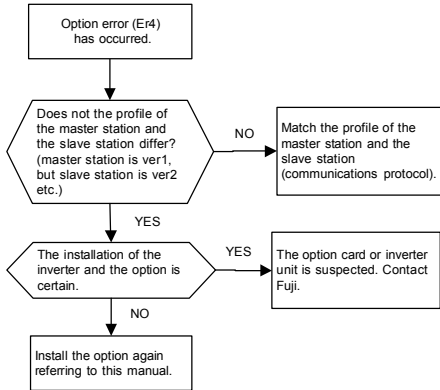 Option error (Er4)
has occurred.
Does not the profile of
the master station and
the slave station differ?
(master station is ver1,
but slave station is ver2
etc.)
NO
Match the profile of the
master station and the
slave station
(communications protocol).
YES
The installation of the
inverter and the option is
certain.
YES
The option card or inverter
unit is suspected. Contact
Fuji.
NO
Install the option again
referring to this manual.